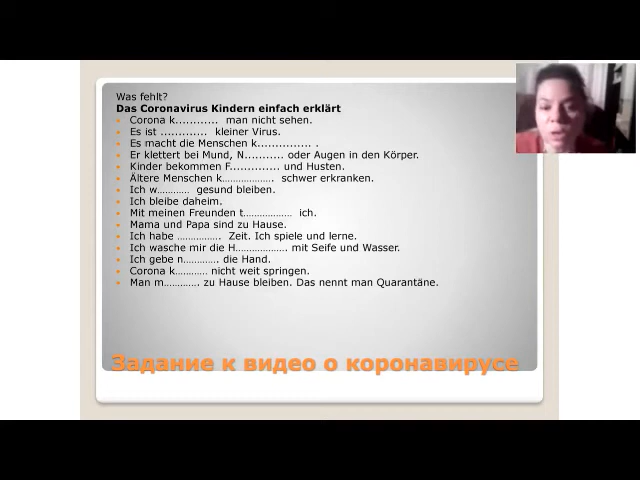 Was fehlt?
Das Coronavirus Kindern einfach erklärt
Corona k............ man nicht sehen.
Es ist ............. kleiner Virus.
Es macht die Menschen k............... .
Er klettert bei Mund, N.......... oder Augen in den Körper.
Kinder bekommen F.............. und Husten.
Ältere Menschen k.................. schwer erkranken.
Ich w........... gesund bleiben.
Ich bleibe daheim.
Mit meinen Freunden t................. ich.
Mama und Papa sind zu Hause.
Ich habe ............... Zeit. Ich spiele und lerne.
Ich wasche mir die H.................. mit Seife und Wasser.
Ich gebe n............. die Hand.
Corona k............ nicht weit springen.
Man m............. zu Hause bleiben. Das nennt man Quarantäne.
Задание к видео о коронавирусе